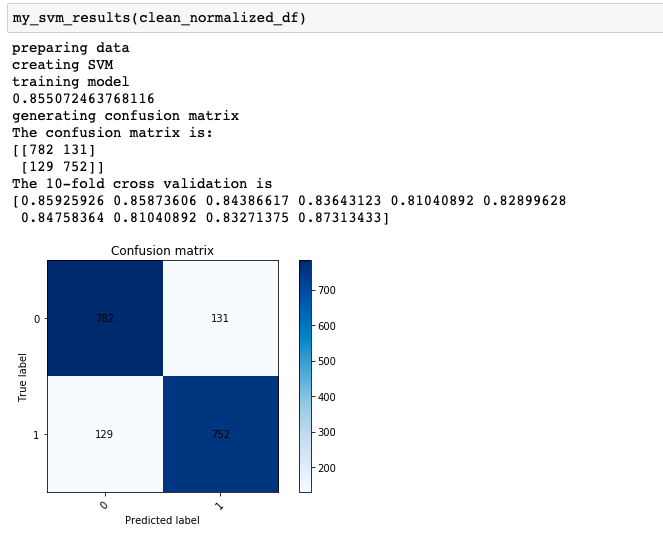 my_svm_results(clean_normalized_df)
preparing data
creating SVM
training model
0.855072463768116
generating confusion matrix
The confusion matrix is:
[[782 131]
[129 752]]
The 10-fold cross validation is
[0.85925926 0.85873606 0.84386617 0.83643123 0.81040892 0.82899628
0.84758364 0.81040892 0.83271375 0.87313433]
Confusion matrix
782
131
129
752
0
1
True label
0
1
Predicted label
700
600
500
400
300
200